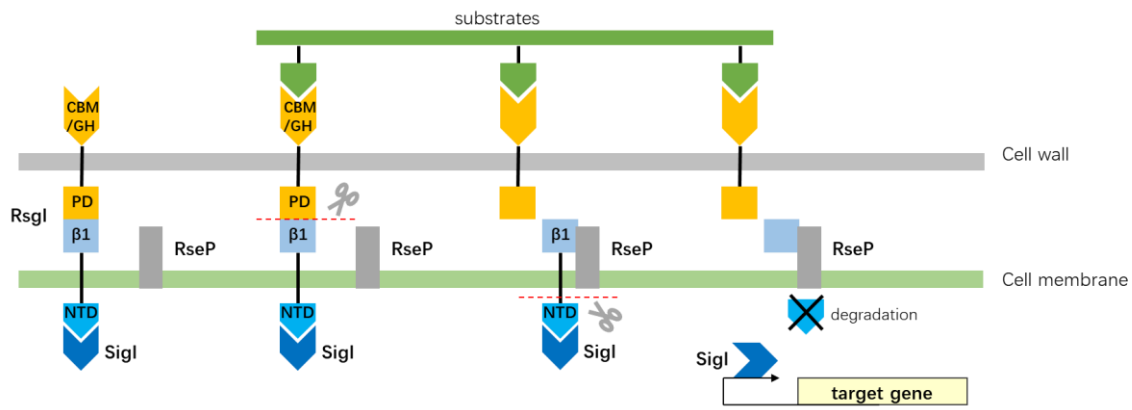 substrates
CBM
/GH
CBM
/GH
Cell wall
PD
PD
RsgI
β1
β1
β1
RseP
RseP
RseP
RseP
Cell membrane
NTD
NTD
NTD
degradation
SigI
SigI
SigI
SigI
target gene